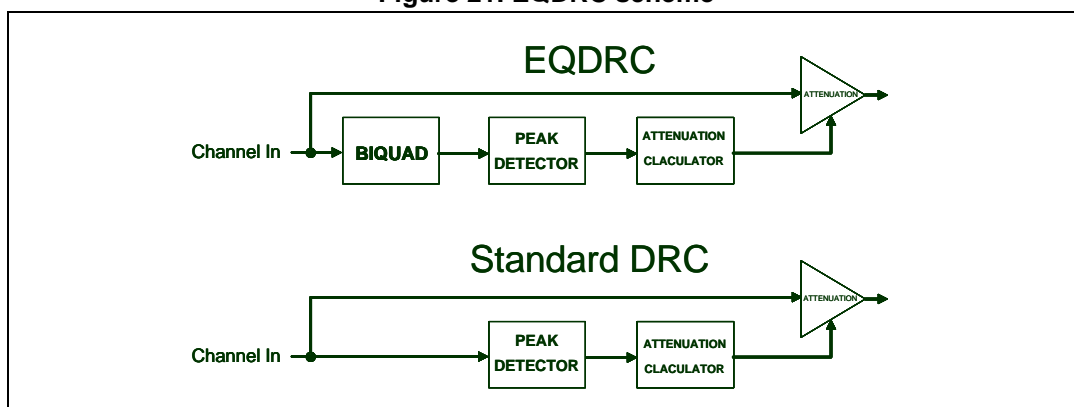 Figure 21. EQDRC scheme
EQDRC
ATTENUATION
Channel In
BIQUAD
PEAK
DETECTOR
ATTENUATION
CLACULATOR
Standard DRC
ATTENUATION
Channel In
PEAK
DETECTOR
ATTENUATION
CLACULATOR